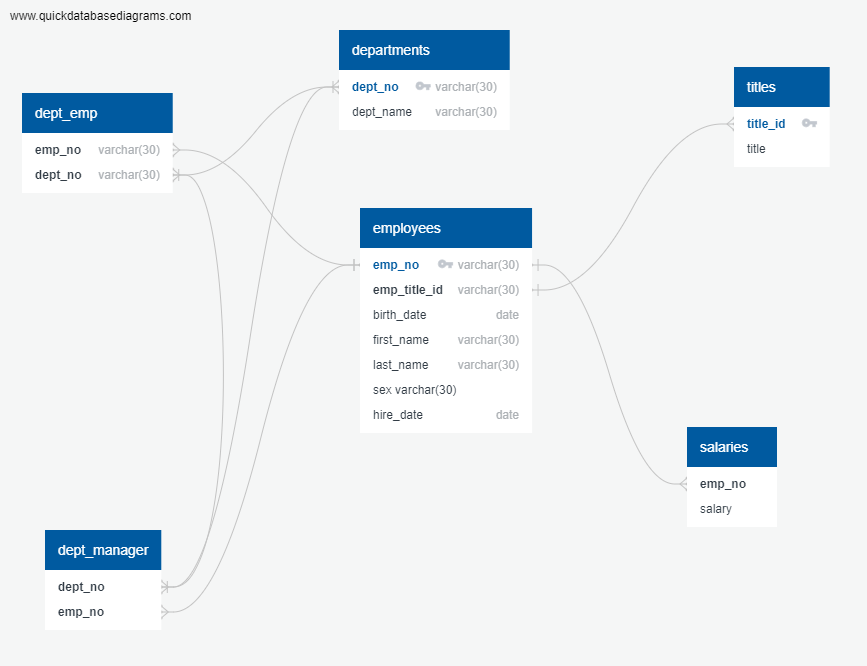 www.quickdatabasediagrams.com
departments
dept_no varchar(30)
dept_name varchar(30)
titles
title_id
title
dept_emp
emp_no varchar(30)
dept_no varchar(30)
employees
emp_no varchar(30)
emp_title_id varchar(30)
birth_date date
first_name varchar(30)
last_name varchar(30)
sex varchar(30)
hire_date date
salaries
emp_no
salary
dept_manager
dept_no
emp_no